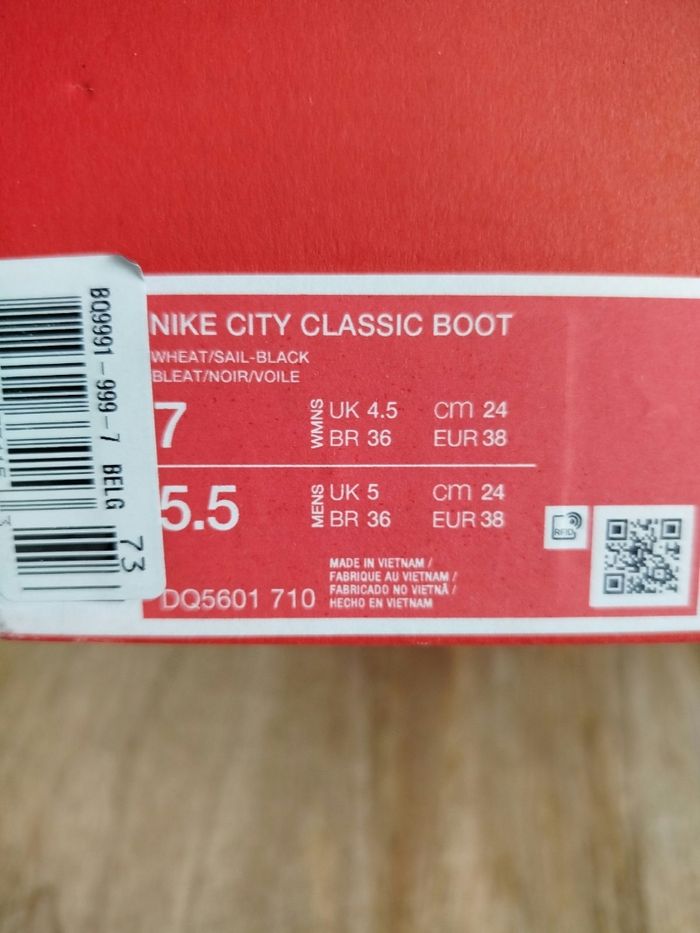 BQ9991-999-7 BELG
73
NIKE CITY CLASSIC BOOT
WHEAT/SAIL-BLACK
BLEAT/NOIR/VOILE
7
WMNS
UK 4.5 cm 24
BR 36 EUR 38
5.5
MENS
UK 5 cm 24
BR 36 EUR 38
RFID
DQ5601 710
MADE IN VIETNAM /
FABRIQUE AU VIETNAM /
FABRICADO NO VIETNÃ /
HECHO EN VIETNAM